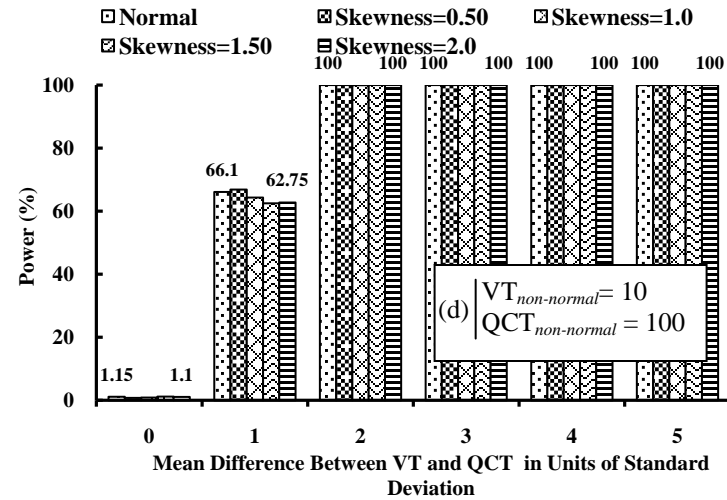 Normal Skewness=0.50 Skewness=1.0
Skewness=1.50 Skewness=2.0
100 100 100 100 100 100 100 100
100
80
60
40
20
0
Power (%)
66.1 62.75
1.15 1.1
(d) VTnon-normal= 10
QCTnon-normal = 100
0 1 2 3 4 5
Mean Difference Between VT and QCT in Units of Standard
Deviation